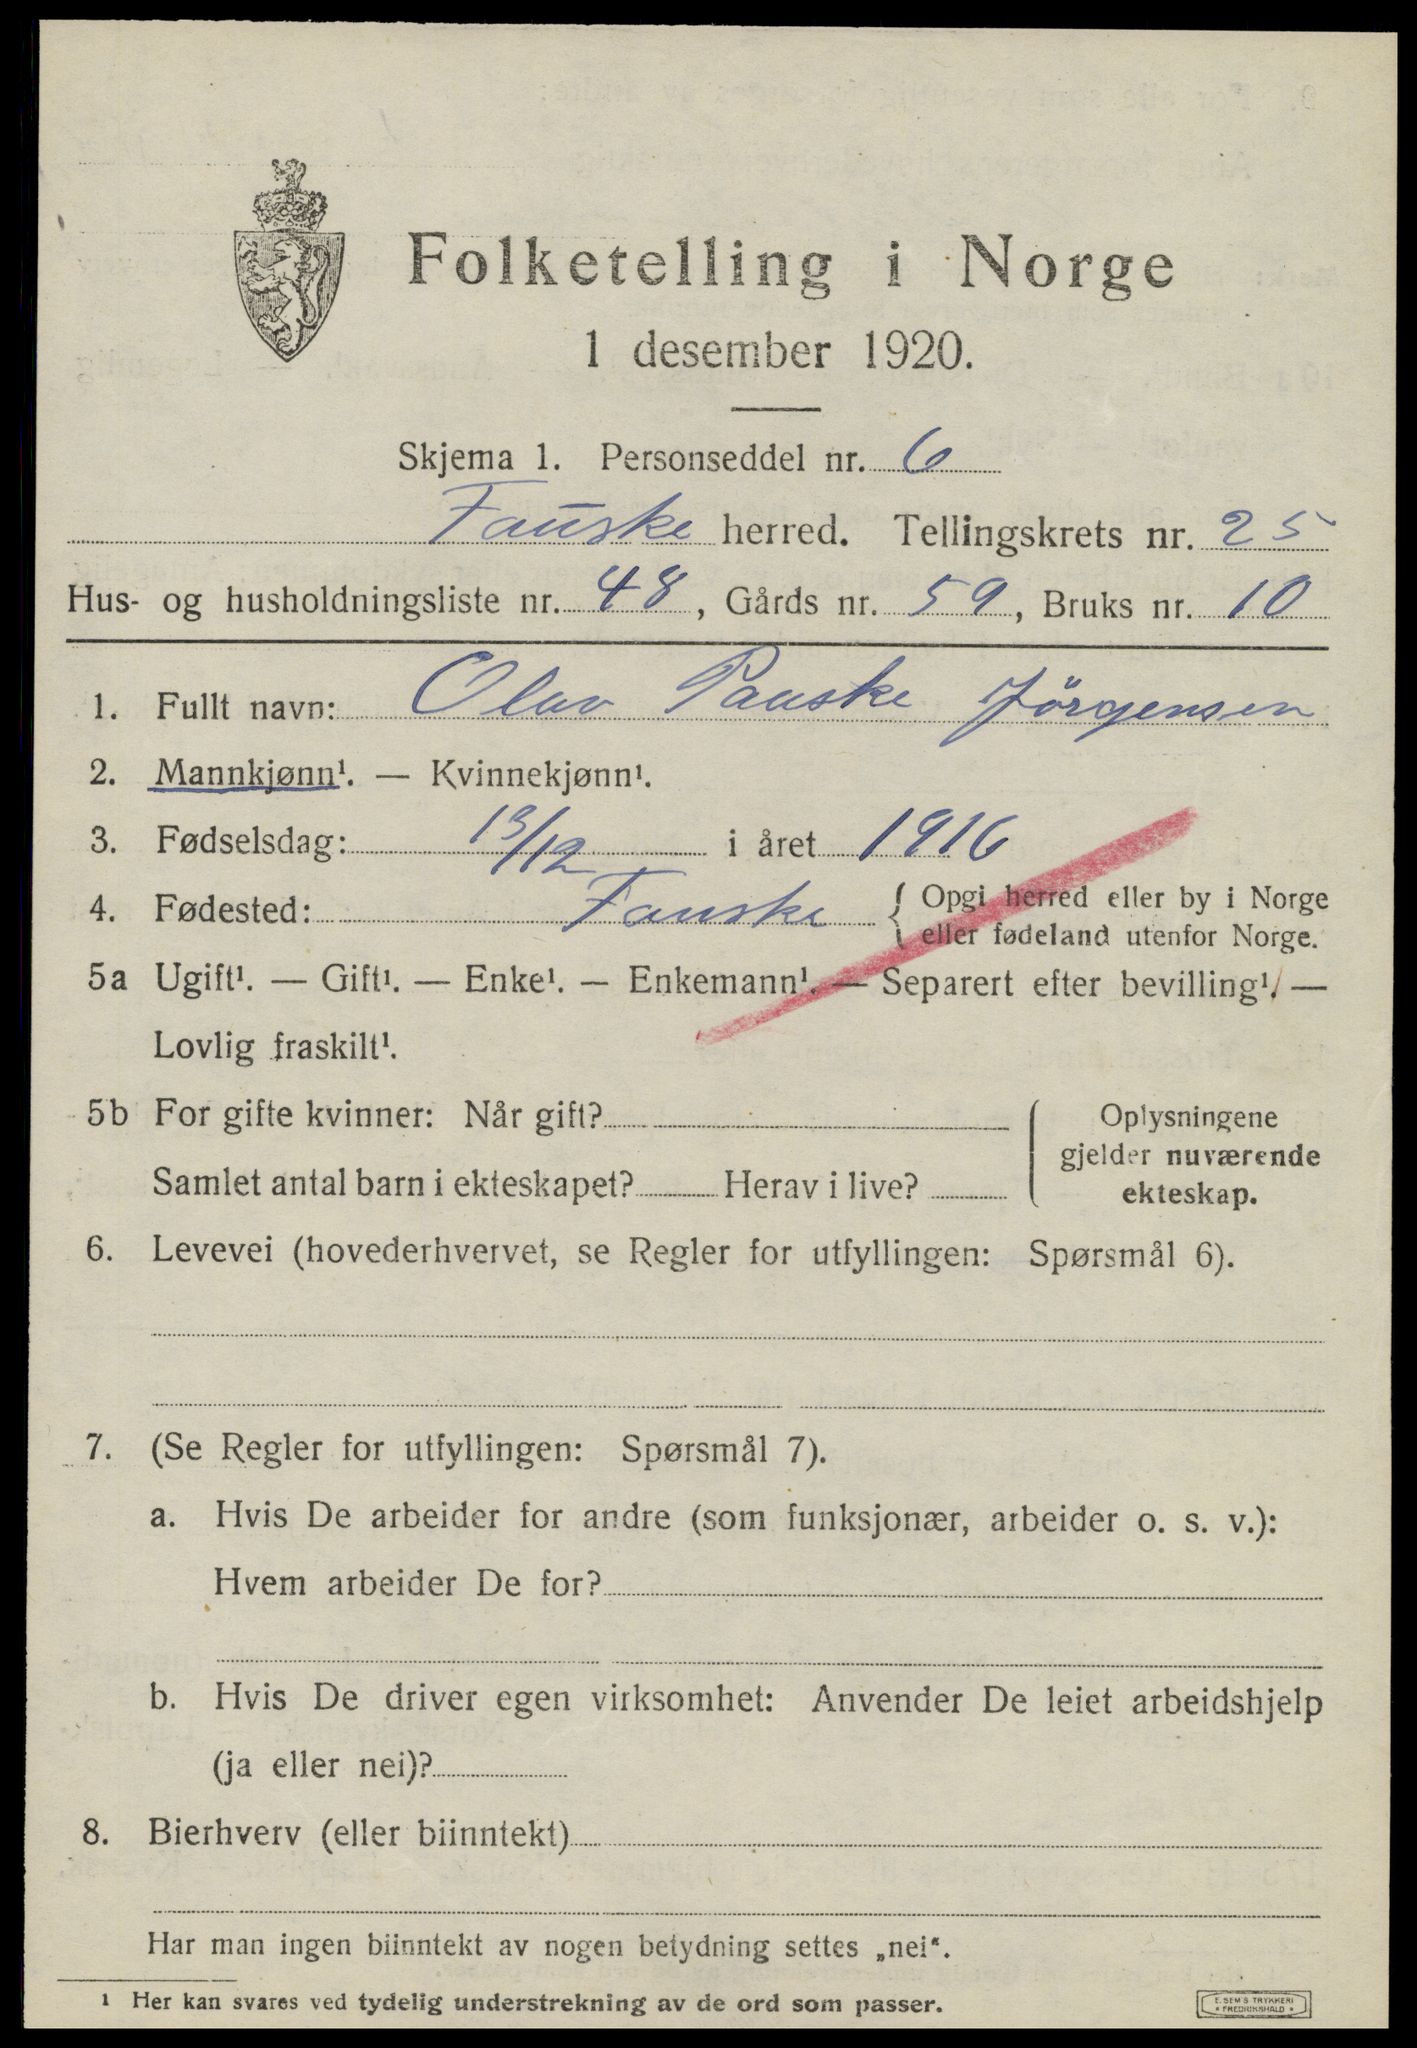 Folketelling i Norge
1 desember 1920.
Skjema 1. Personseddel nr. 6
Fauske herred. Tellingskrets nr. 25
Hus- og husholdningsliste nr. 48, Gårds nr. 59, Bruks nr. 10
1. Fullt navn: Olav Pauske Jörgensen
2. Mannkjønn¹. — Kvinnekjønn¹.
3. Fødselsdag: 13/12 i året 1916
4. Fødested: Fauske { Opgi herred eller by i Norge
eller fødeland utenfor Norge.
5a Ugift¹. — Gift¹. — Enke¹. — Enkemann¹. — Separert efter bevilling¹. —
Lovlig fraskilt¹.
5b For gifte kvinner: Når gift?
Samlet antal barn i ekteskapet? Herav i live?
Oplysningene
gjelder nuværende
ekteskap.
6. Levevei (hovederhvervet, se Regler for utfyllingen: Spørsmål 6).
7. (Se Regler for utfyllingen: Spørsmål 7).
a. Hvis De arbeider for andre (som funksjonær, arbeider o. s. v.):
Hvem arbeider De for?
b. Hvis De driver egen virksomhet: Anvender De leiet arbeidshjelp
(ja eller nei)?
8. Bierhverv (eller biinntekt)
Har man ingen biinntekt av nogen betydning settes „nei“.
¹ Her kan svares ved tydelig understrekning av de ord som passer.
E. SEM'S TRYKKERI
* FREDRIKSHALD *